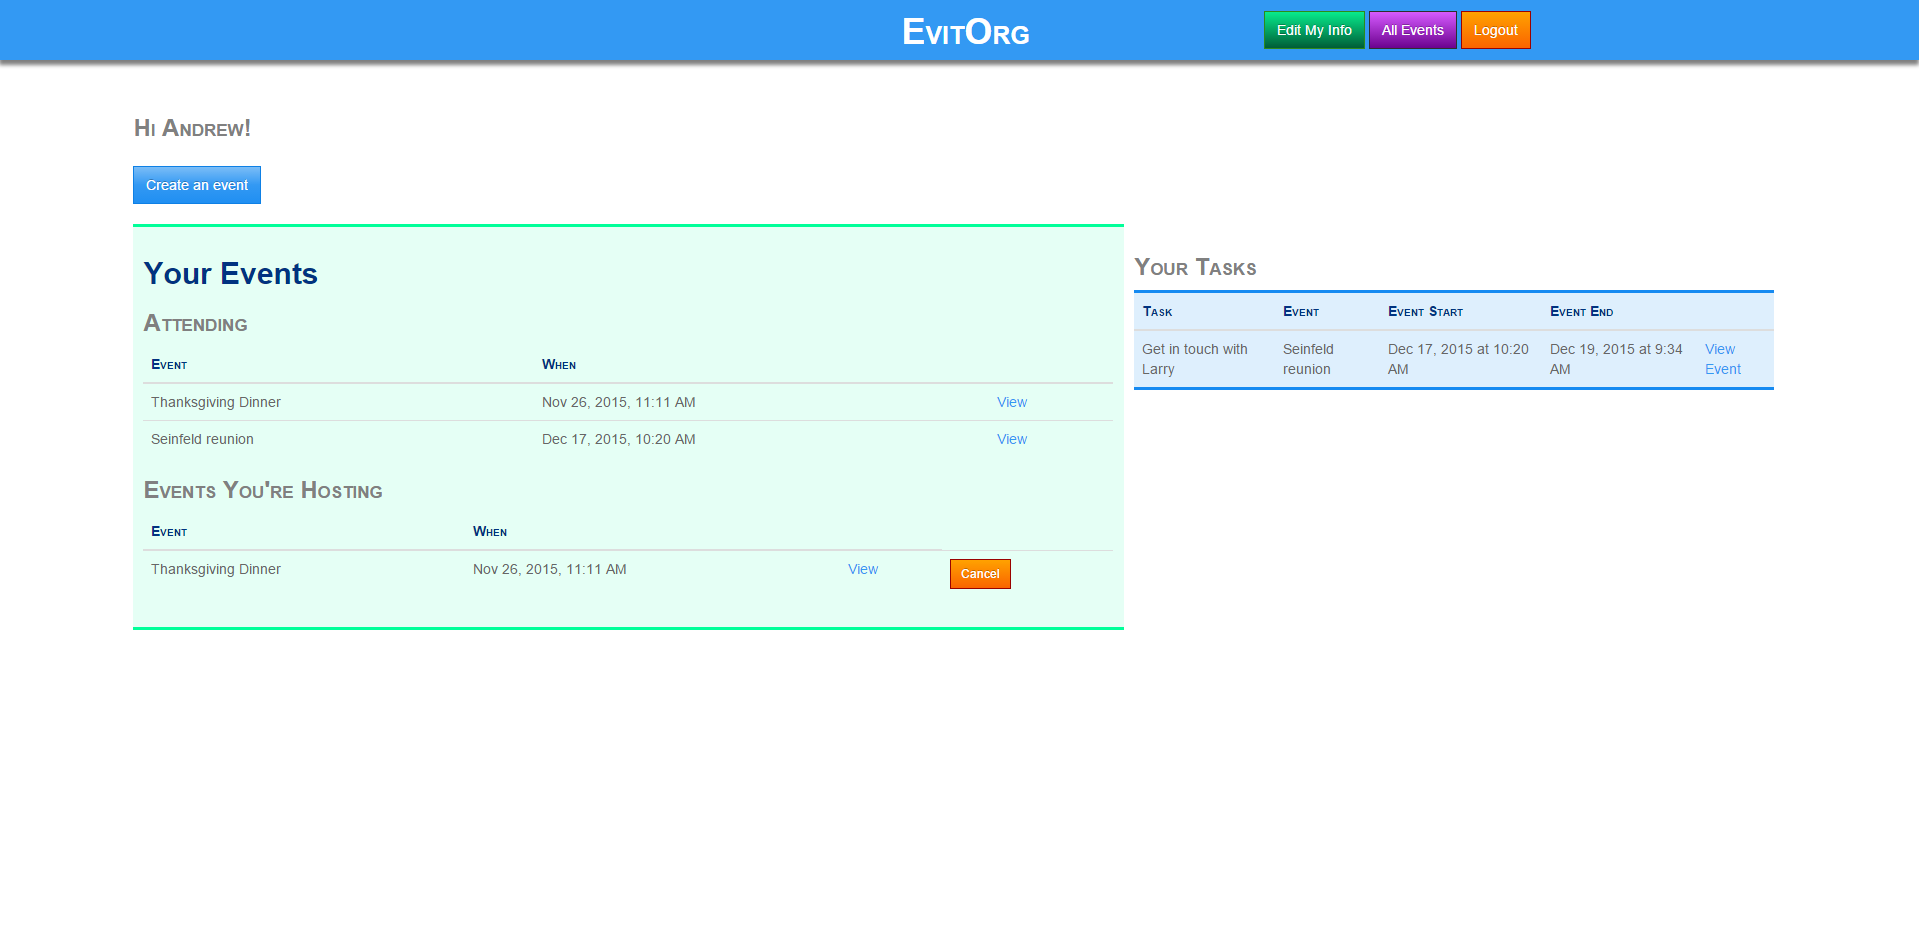 EvitOrg
Edit My Info All Events Logout
Hi Andrew!
Create an event
Your Events
Attending
Event When
Thanksgiving Dinner Nov 26, 2015, 11:11 AM View
Seinfeld reunion Dec 17, 2015, 10:20 AM View
Events You're Hosting
Event When
Thanksgiving Dinner Nov 26, 2015, 11:11 AM View Cancel
Your Tasks
Task Event Event Start Event End
Get in touch with Seinfeld Dec 17, 2015 at 10:20 Dec 19, 2015 at 9:34 View
Larry reunion AM AM Event